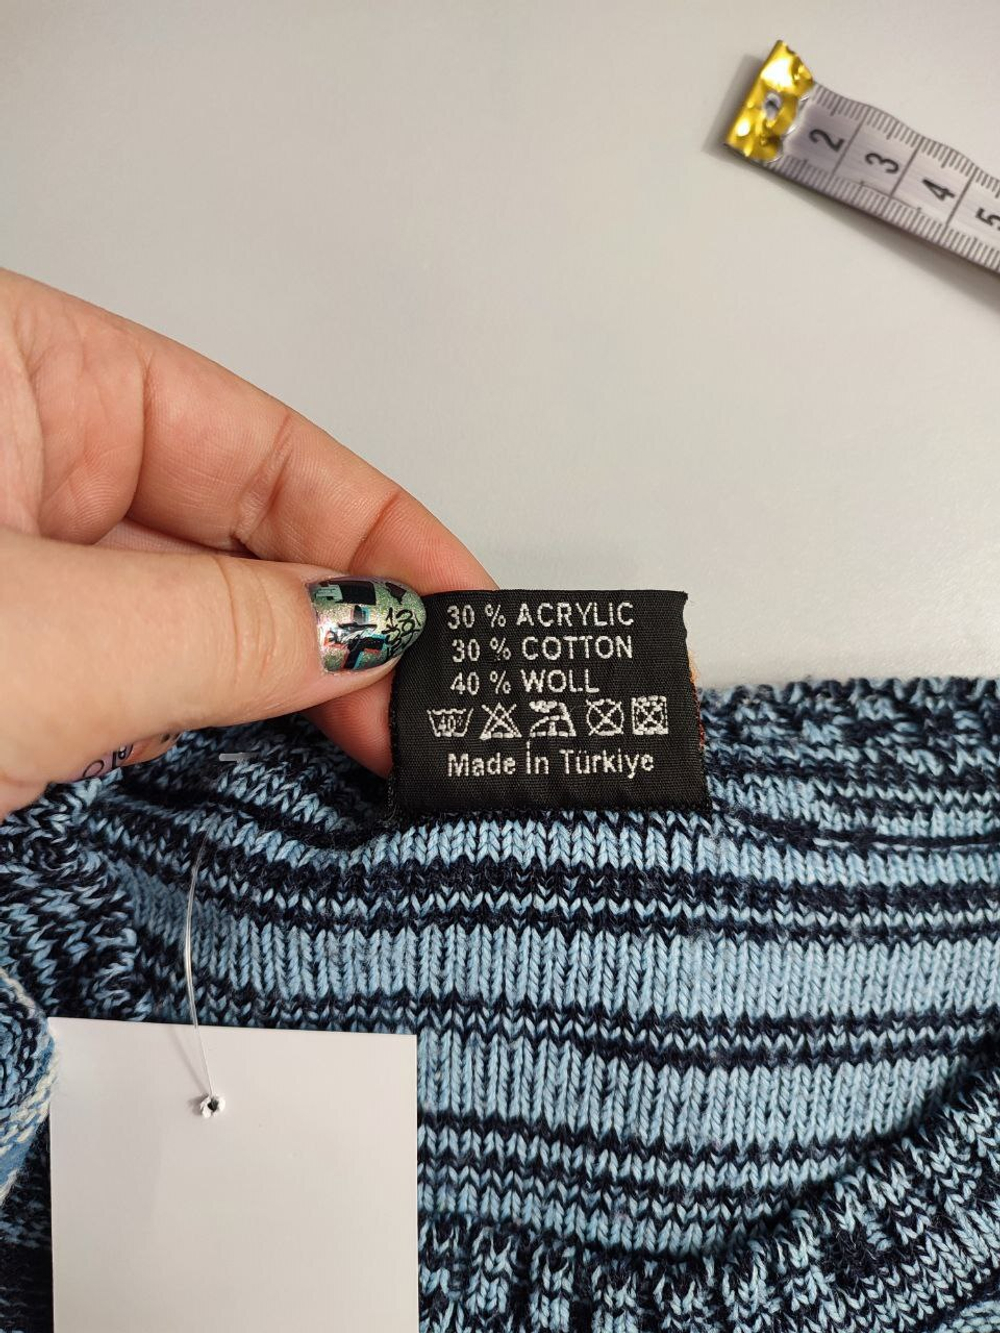 2
3
4
5
30 % ACRYLIC
30 % COTTON
40 % WOLL
40°
Made İn Türkiye